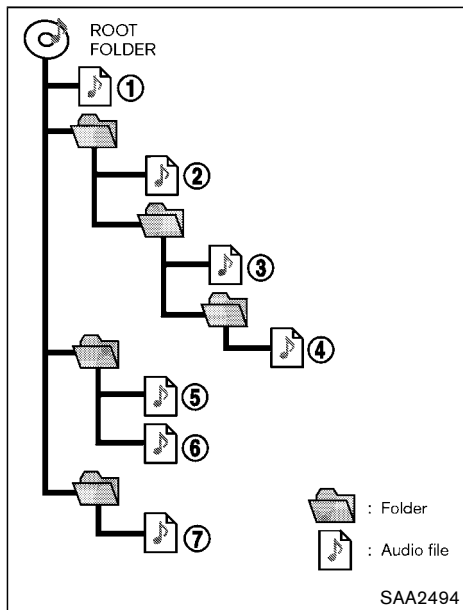 ROOT
FOLDER
①
②
③
④
⑤
⑥
⑦
: Folder
: Audio file
SAA2494